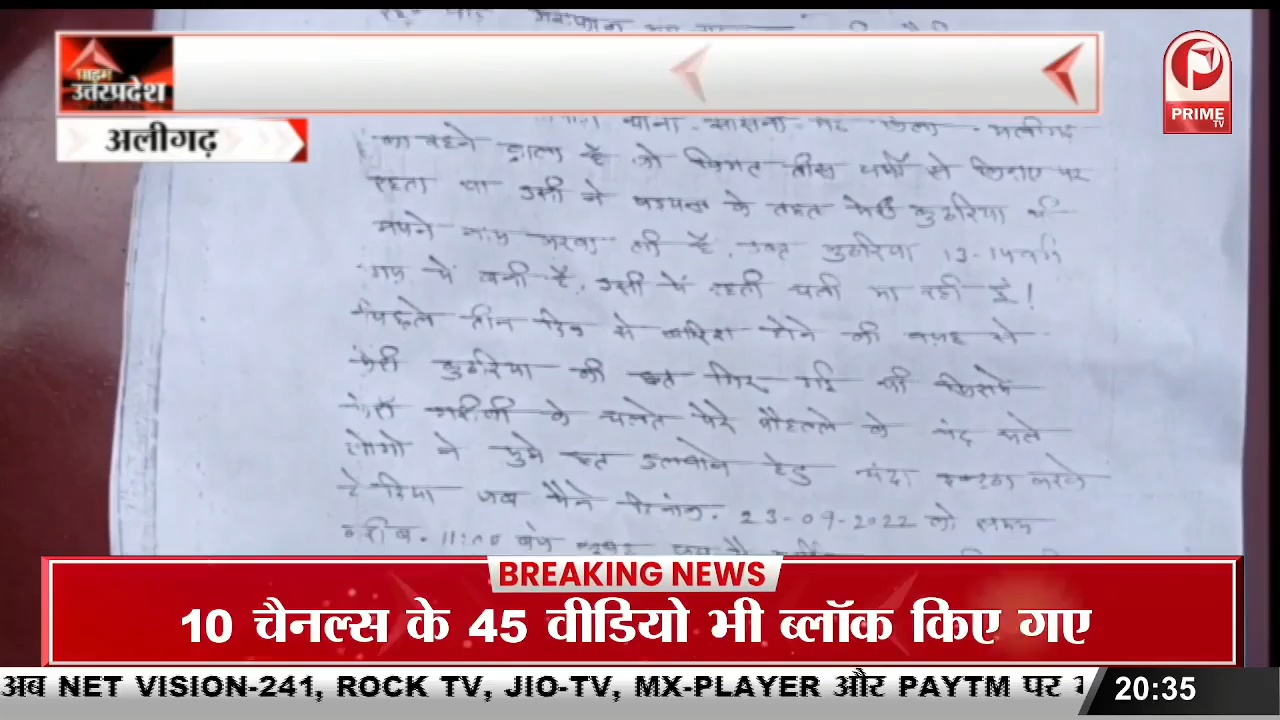 प्राइम
उत्तरप्रदेश
अलीगढ़
PRIME
TV
थाना - सासनी
का रहने वाला है जो विगत तीस वर्षों से किराए पर
रहता था उसी ने के तहत मेरी कुठरिया भी
अपने नाम करवा ली है, उक्त कुठरिया 13-14 वर्ग
गज में बनी है, उसी में रहती चली आ रही हूँ!
पिछले तीन दिन से बारिश होने की वजह से
मेरी कुठरिया की छत गिर गई थी जिसमें
मेरी गरीबी के चलते मेरे मौहल्ले के चंद भले
लोगों ने मुझे छत डलवाने हेतु चंदा इकठ्ठा करके
दे दिया जब मैंने दिनांक- 23-09-2022 को समय
करीब- 11:00 बजे
BREAKING NEWS
10 चैनल्स के 45 वीडियो भी ब्लॉक किए गए
अब NET VISION-241, ROCK TV, JIO-TV, MX-PLAYER और PAYTM पर
20:35